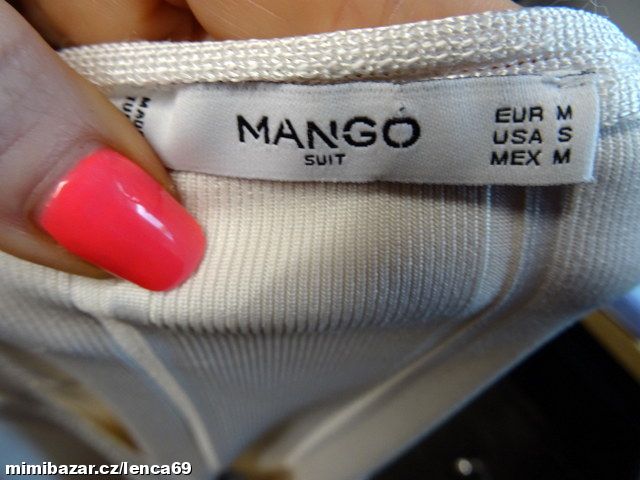 MANGO
SUIT
EUR M
USA S
MEX M
mimibazar.cz/lenca69